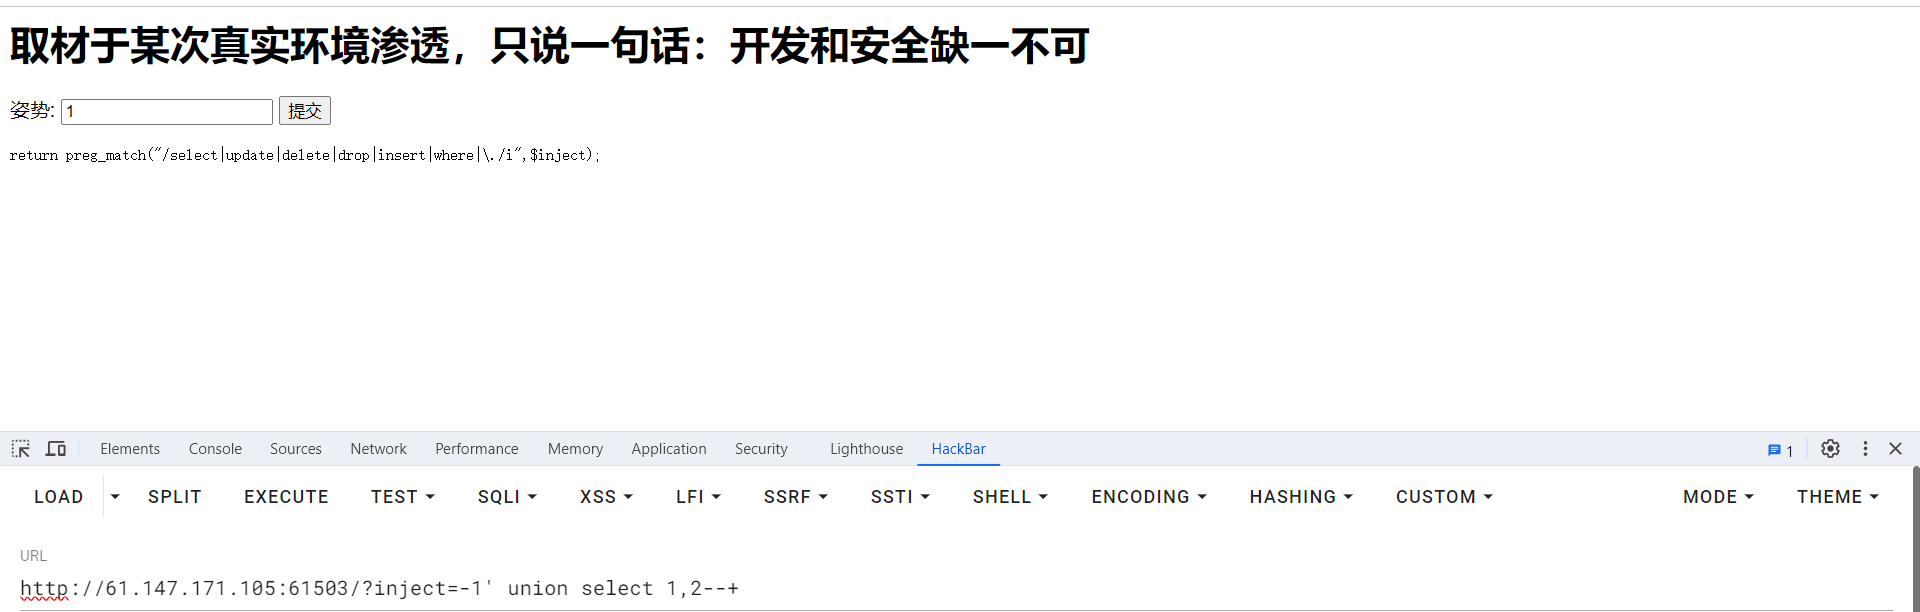 取材于某次真实环境渗透，只说一句话：开发和安全缺一不可
姿势: 1 提交
return preg_match("/select|update|delete|drop|insert|where|\./i",$inject);
Elements Console Sources Network Performance Memory Application Security Lighthouse HackBar 1
LOAD SPLIT EXECUTE TEST SQLI XSS LFI SSRF SSTI SHELL ENCODING HASHING CUSTOM MODE THEME
URL
http://61.147.171.105:61503/?inject=-1' union select 1,2--+